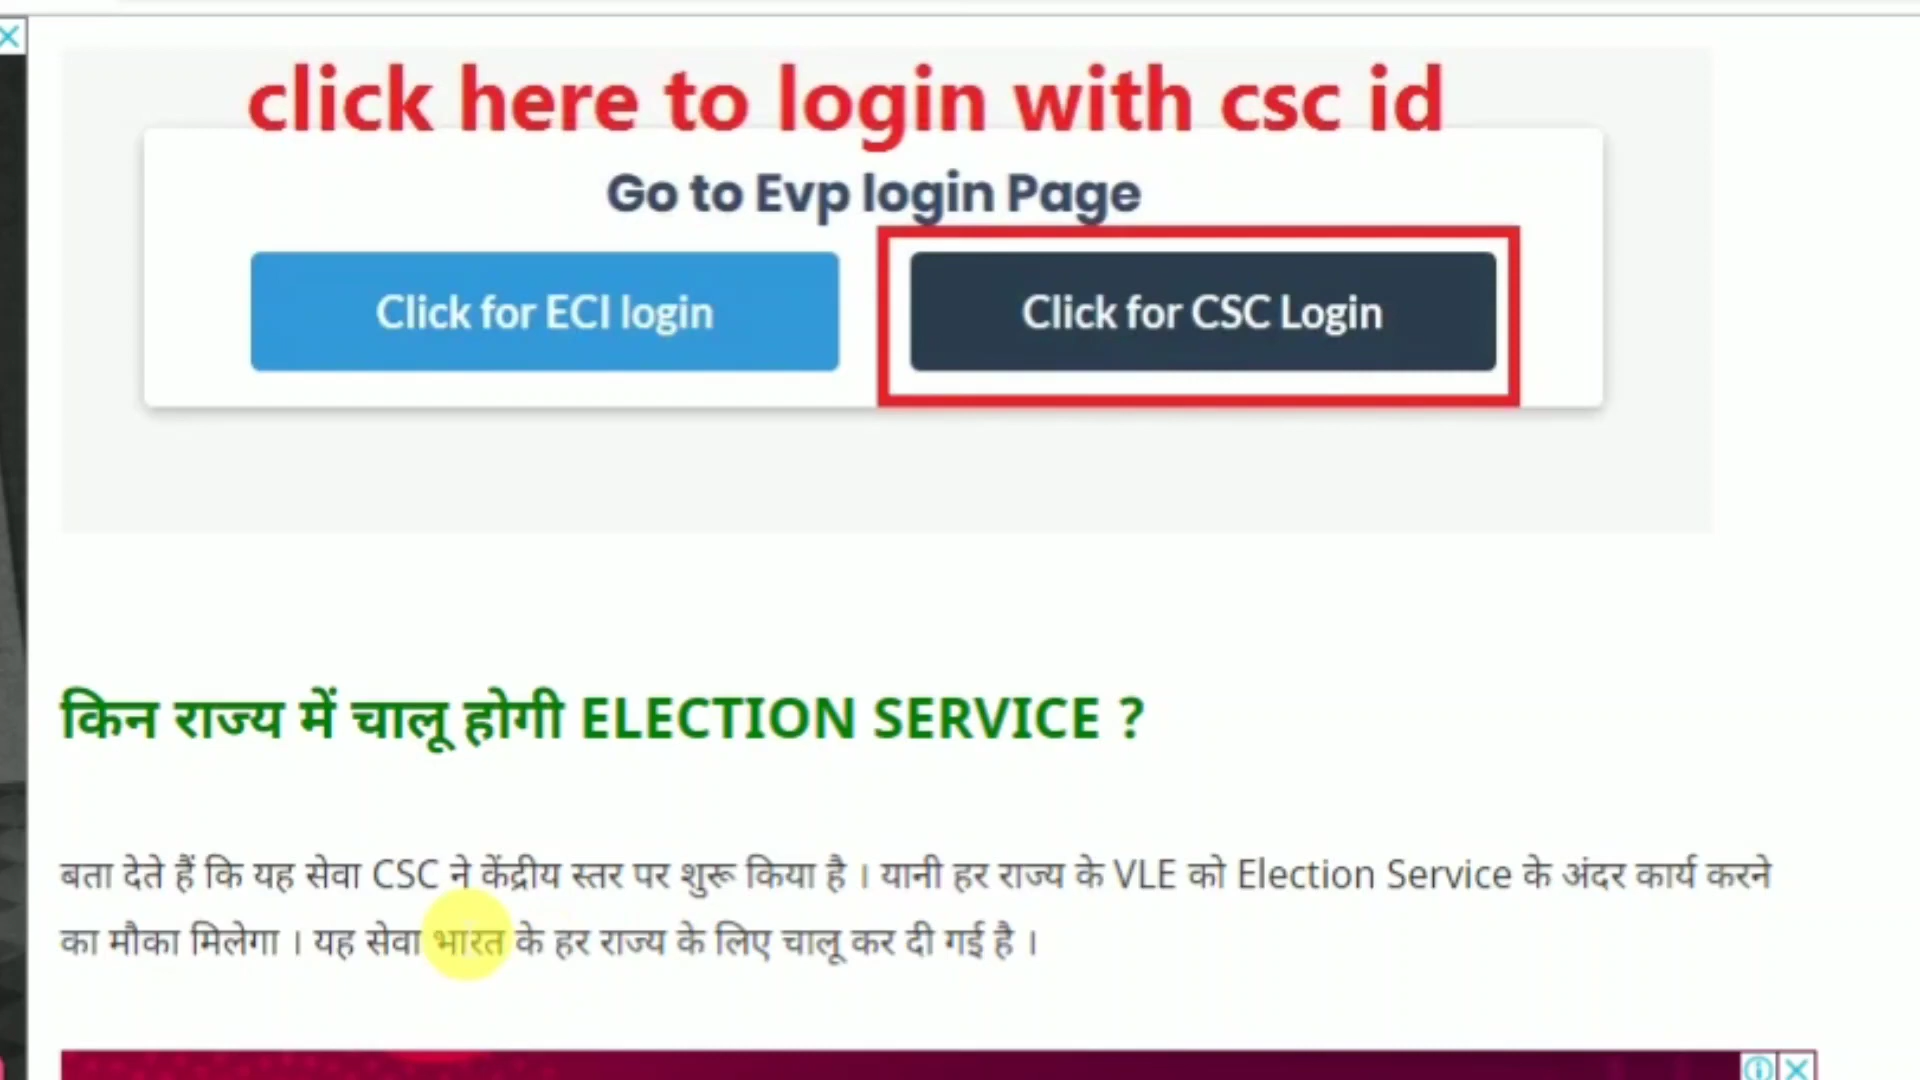 click here to login with csc id
Go to Evp login Page
Click for ECI login
Click for CSC Login
किन राज्य में चालू होगी ELECTION SERVICE ?
बता देते हैं कि यह सेवा CSC ने केंद्रीय स्तर पर शुरू किया है । यानी हर राज्य के VLE को Election Service के अंदर कार्य करने
का मौका मिलेगा । यह सेवा भारत के हर राज्य के लिए चालू कर दी गई है ।